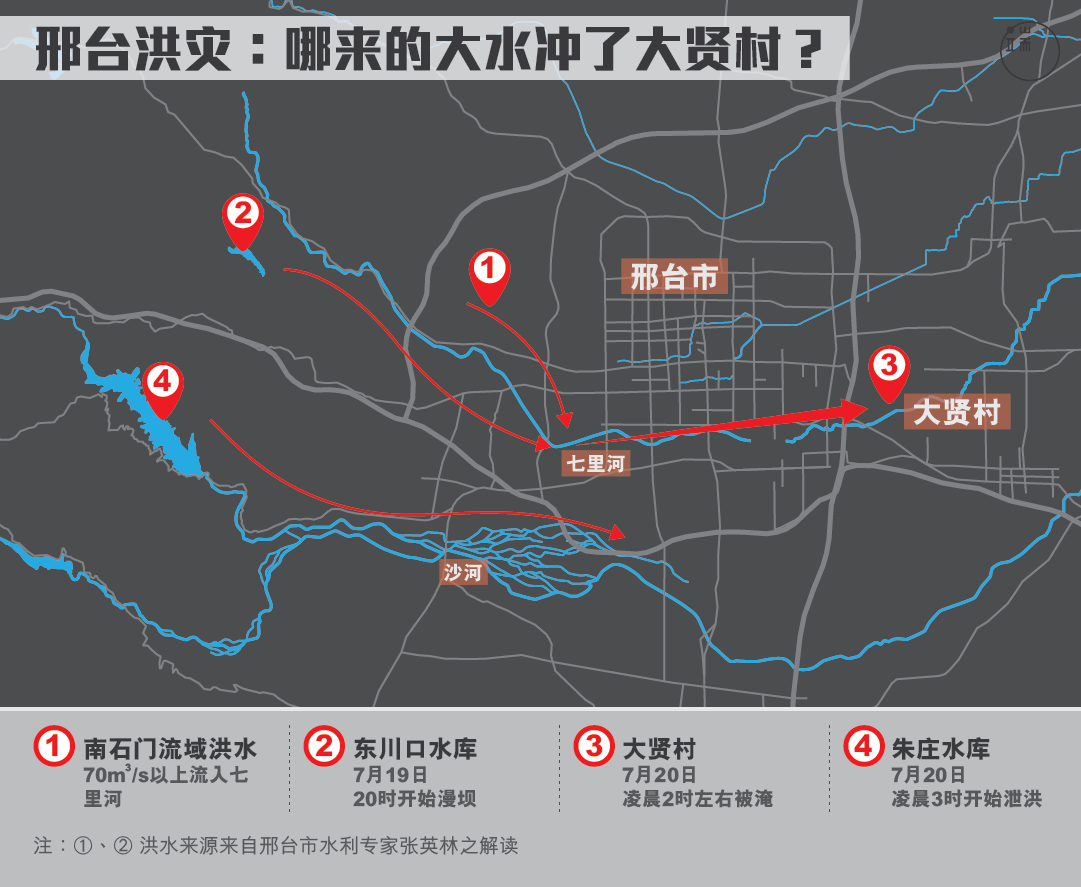 邢台洪灾：哪来的大水冲了大贤村？
2
1
邢台市
4
3
大贤村
七里河
沙河
1 南石门流域洪水
70m³/s以上流入七
里河
2 东川口水库
7月19日
20时开始漫坝
3 大贤村
7月20日
凌晨2时左右被淹
4 朱庄水库
7月20日
凌晨3时开始泄洪
注：①、② 洪水来源来自邢台市水利专家张英林之解读